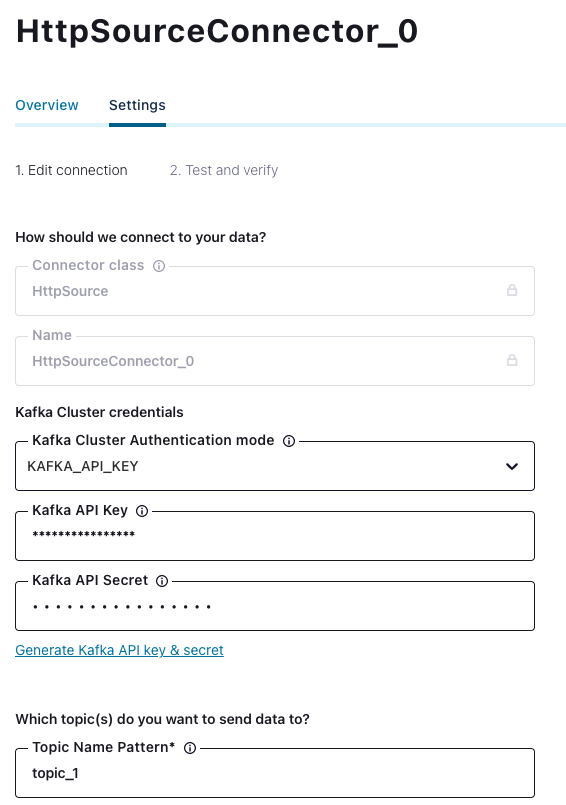 HttpSourceConnector_0
Overview Settings
1. Edit connection 2. Test and verify
How should we connect to your data?
Connector class
HttpSource
Name
HttpSourceConnector_0
Kafka Cluster credentials
Kafka Cluster Authentication mode
KAFKA_API_KEY
Kafka API Key
****************
Kafka API Secret
• • • • • • • • • • • • • • • •
Generate Kafka API key & secret
Which topic(s) do you want to send data to?
Topic Name Pattern*
topic_1